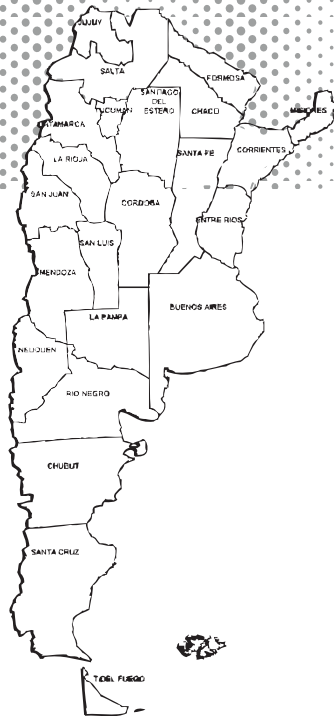 JUJUY
SALTA
FORMOSA
SANTIAGO
DEL
ESTERO
CHACO
MISIONES
TUCUMAN
CATAMARCA
SANTA FE
CORRIENTES
LA RIOJA
SAN JUAN
CORDOBA
ENTRE RIOS
SAN LUIS
MENDOZA
BUENOS AIRES
LA PAMPA
NEUQUEN
RIO NEGRO
CHUBUT
SANTA CRUZ
T.DEL FUEGO